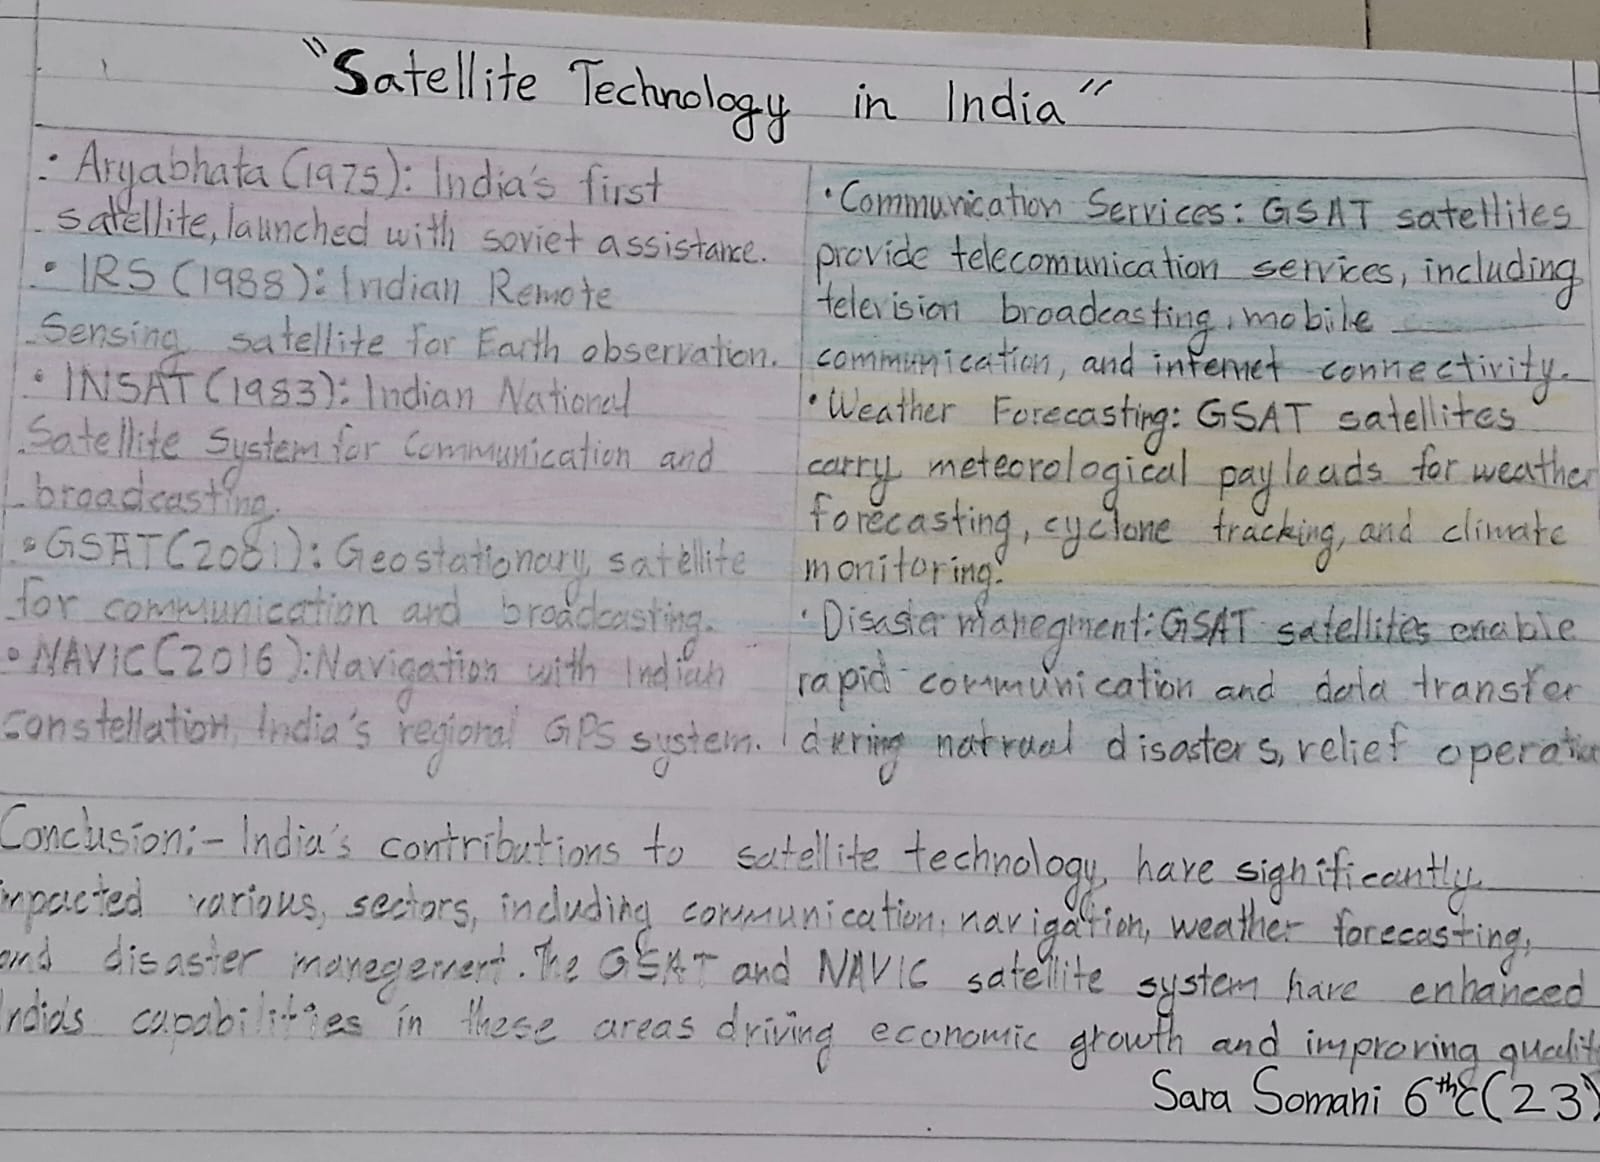 "Satellite Technology in India"
• Aryabhata (1975): India's first
satellite, launched with soviet assistance.
• IRS (1988): Indian Remote
Sensing satellite for Earth observation.
• INSAT (1983): Indian National
Satellite System for Communication and
broadcasting.
• GSAT (2001): Geostationary satellite
for communication and broadcasting.
• NAVIC (2016): Navigation with Indian
constellation, India's regional GPS system.
• Communication Services: GSAT satellites
provide telecomunication services, including
television broadcasting, mobile
communication, and internet connectivity.
• Weather Forecasting: GSAT satellites
carry meteorological payloads for weather
forecasting, cyclone tracking, and climate
monitoring.
• Disaster manegment: GSAT satellites enable
rapid communication and data transfer
during natrual disasters, relief operatio
Conclusion:- India's contributions to satellite technology, have significantly
impacted various, sectors, including communication, navigation, weather forecasting,
and disaster manegement. The GSAT and NAVIC satellite system have enhanced
India's capabilities in these areas driving economic growth and improving qualit
Sara Somani 6th C (23)